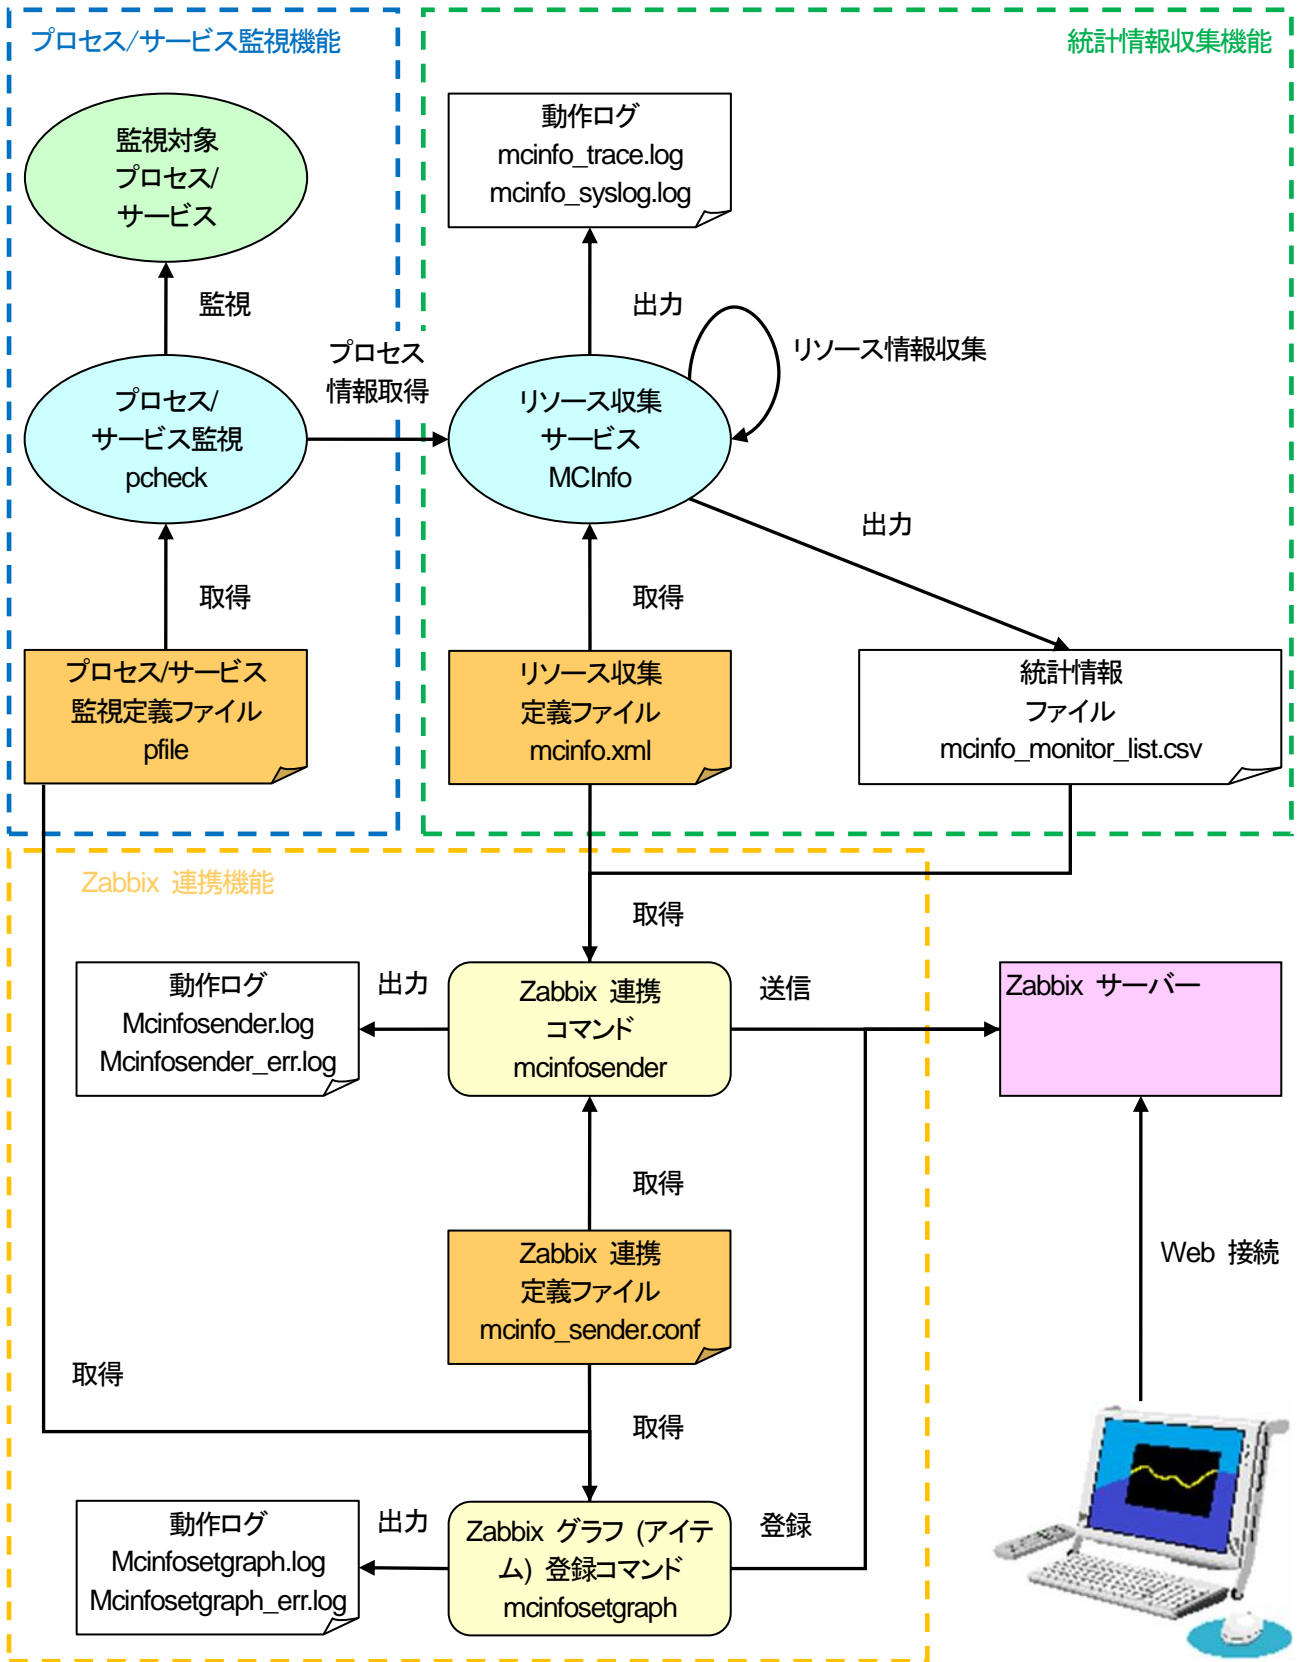 プロセス/サービス監視機能
統計情報収集機能
監視対象
プロセス/
サービス
動作ログ
mcinfo_trace.log
mcinfo_syslog.log
監視
出力
リソース情報収集
プロセス
情報取得
プロセス/
サービス監視
pcheck
リソース収集
サービス
MCInfo
出力
取得
取得
プロセス/サービス
監視定義ファイル
pfile
リソース収集
定義ファイル
mcinfo.xml
統計情報
ファイル
mcinfo_monitor_list.csv
Zabbix 連携機能
取得
動作ログ
Mcinfosender.log
Mcinfosender_err.log
出力
Zabbix 連携
コマンド
mcinfosender
送信
Zabbix サーバー
取得
Zabbix 連携
定義ファイル
mcinfo_sender.conf
Web 接続
取得
取得
動作ログ
Mcinfosetgraph.log
Mcinfosetgraph_err.log
出力
Zabbix グラフ (アイテ
ム) 登録コマンド
mcinfosetgraph
登録